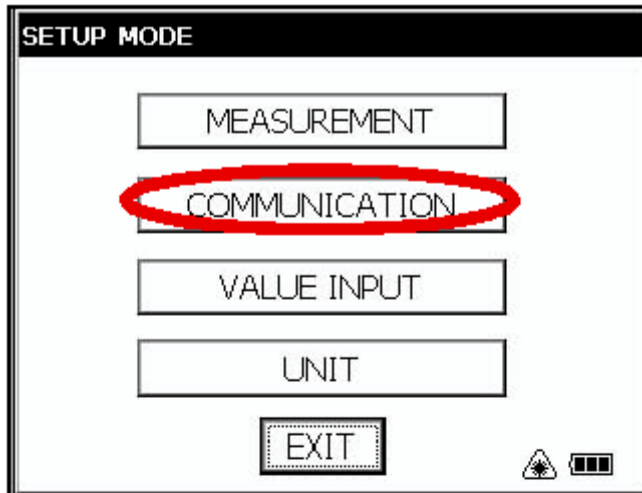 SETUP MODE
MEASUREMENT
COMMUNICATION
VALUE INPUT
UNIT
EXIT